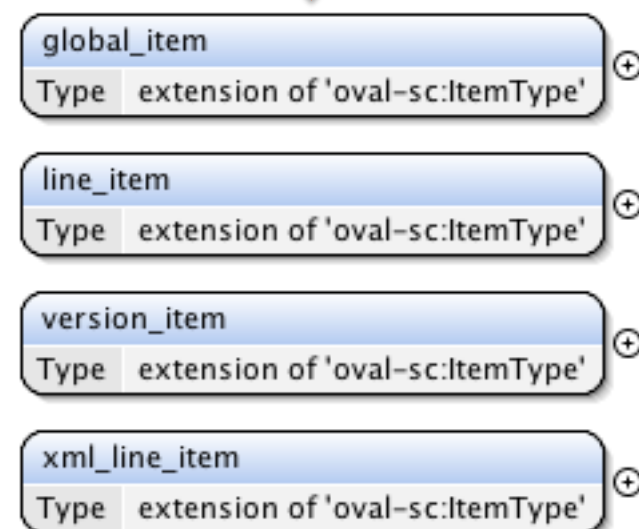 global_item
Type extension of 'oval-sc:ItemType'
line_item
Type extension of 'oval-sc:ItemType'
version_item
Type extension of 'oval-sc:ItemType'
xml_line_item
Type extension of 'oval-sc:ItemType'